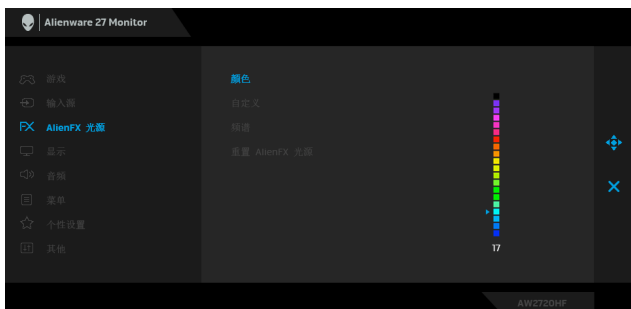 Alienware 27 Monitor
游戏
输入源
FX AlienFX 光源
显示
音频
菜单
个性设置
其他
颜色
自定义
频谱
重置 AlienFX 光源
17
AW2720HF